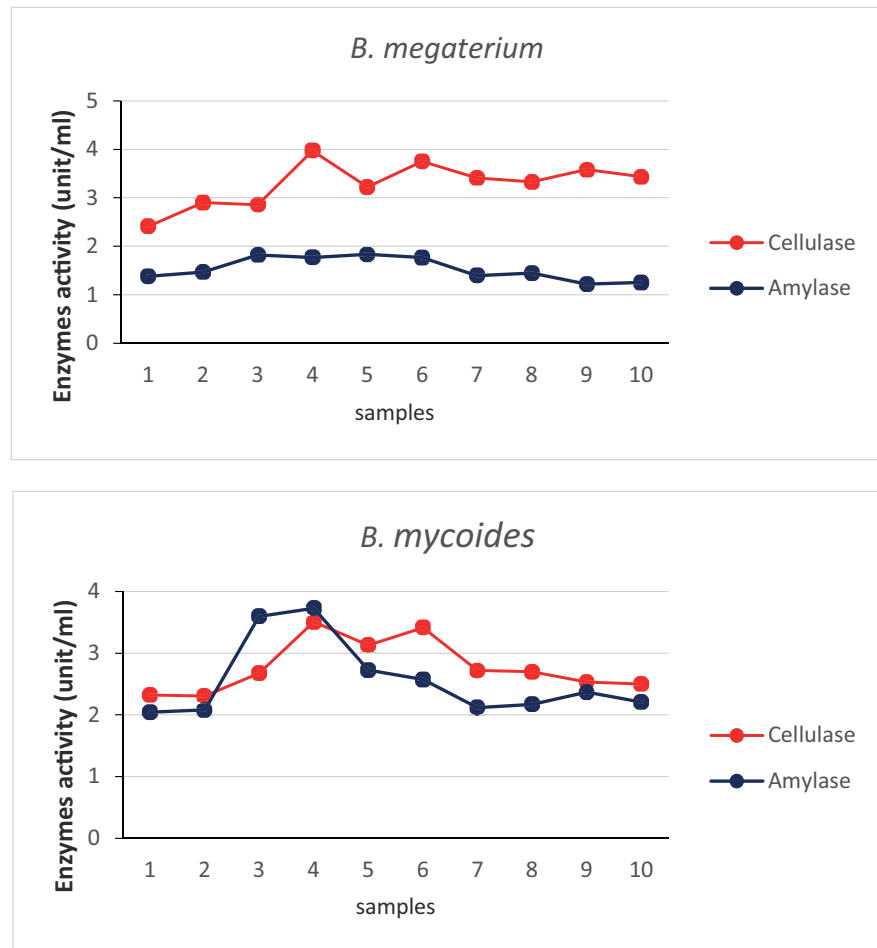 B. megaterium
Enzymes activity (unit/ml)
5
4
3
2
1
0
1 2 3 4 5 6 7 8 9 10
samples
Cellulase
Amylase
B. mycoides
Enzymes activity (unit/ml)
4
3
2
1
0
1 2 3 4 5 6 7 8 9 10
samples
Cellulase
Amylase